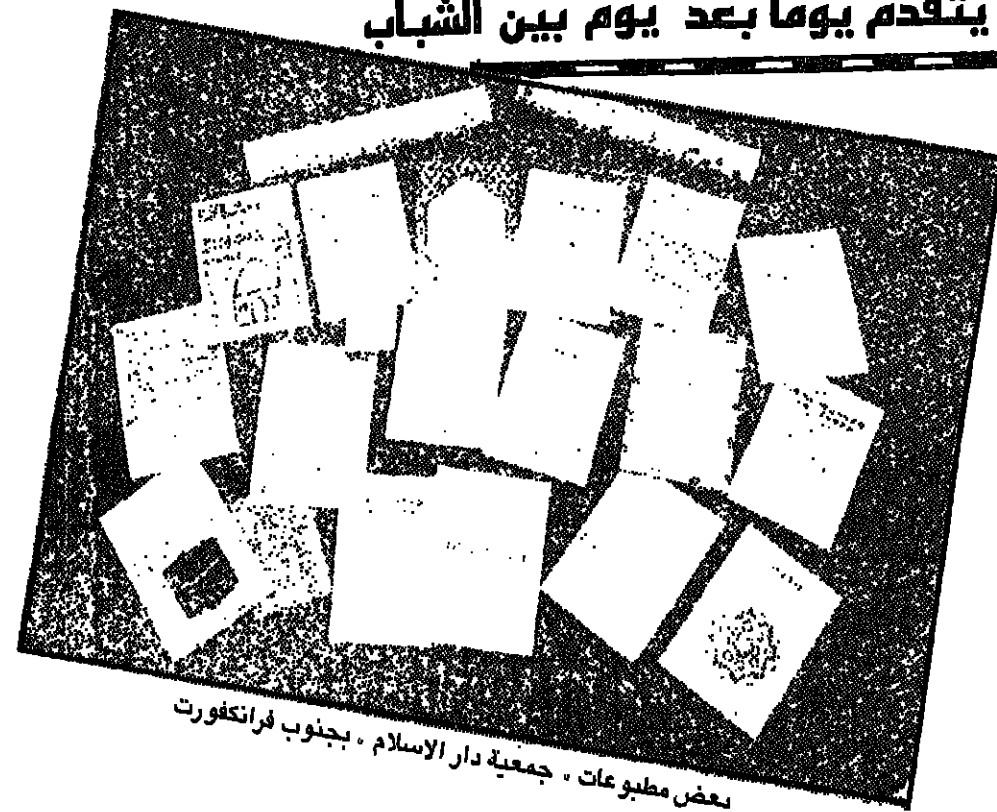 يتقدم يوما بعد يوم بين الشباب
بعض مطبوعات ، جمعية دار الاسلام ، بجنوب فرانكفورت